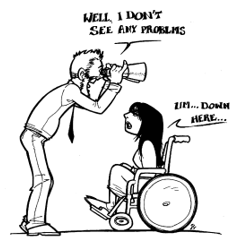 WELL, I DON'T
SEE ANY PROBLMS
UM... DOWN
HERE...